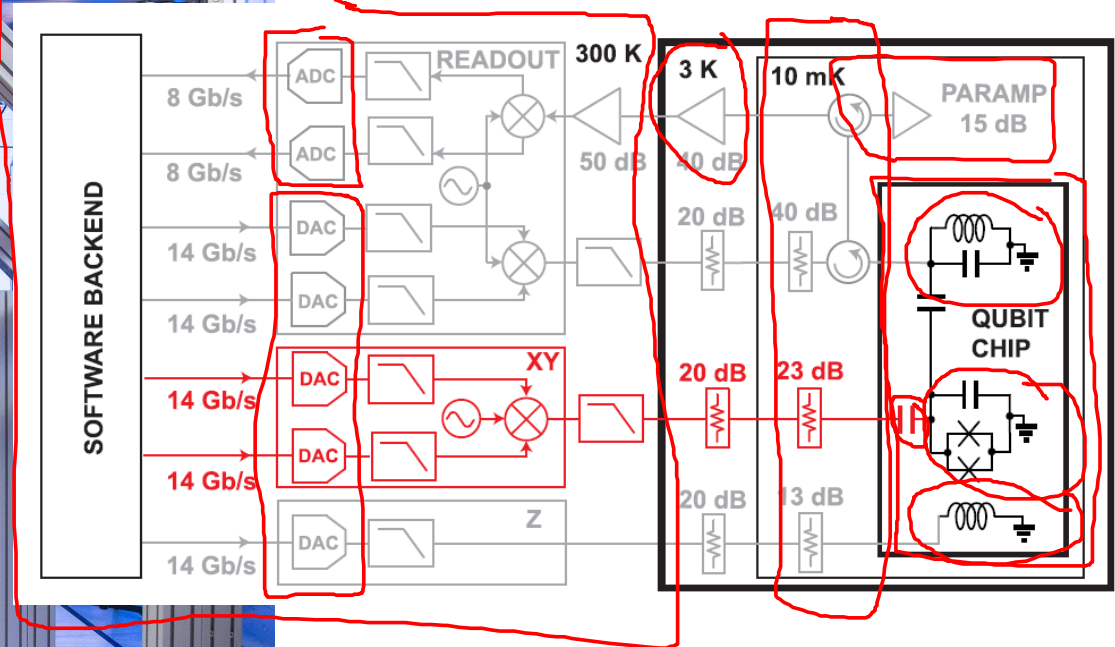 SOFTWARE BACKEND
8 Gb/s
8 Gb/s
14 Gb/s
14 Gb/s
14 Gb/s
14 Gb/s
14 Gb/s
ADC
ADC
DAC
DAC
DAC
DAC
DAC
READOUT
XY
Z
300 K
50 dB
3 K
40 dB
20 dB
20 dB
20 dB
10 mK
40 dB
23 dB
13 dB
PARAMP
15 dB
QUBIT
CHIP